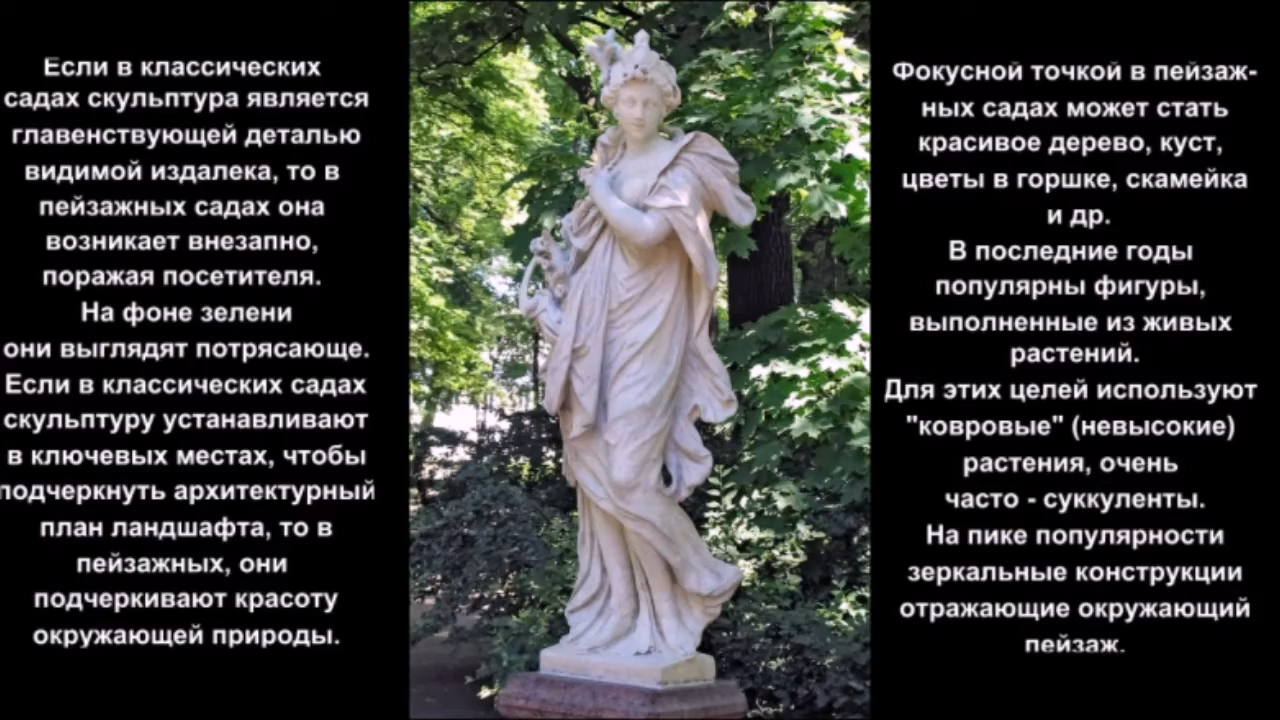 Если в классических
садах скульптура является
главенствующей деталью
видимой издалека, то в
пейзажных садах она
возникает внезапно,
поражая посетителя.
На фоне зелени
они выглядят потрясающе.
Если в классических садах
скульптуру устанавливают
в ключевых местах, чтобы
подчеркнуть архитектурный
план ландшафта, то в
пейзажных, они
подчеркивают красоту
окружающей природы.
Фокусной точкой в пейзаж-
ных садах может стать
красивое дерево, куст,
цветы в горшке, скамейка
и др.
В последние годы
популярны фигуры,
выполненные из живых
растений.
Для этих целей используют
"ковровые" (невысокие)
растения, очень
часто - суккуленты.
На пике популярности
зеркальные конструкции
отражающие окружающий
пейзаж.